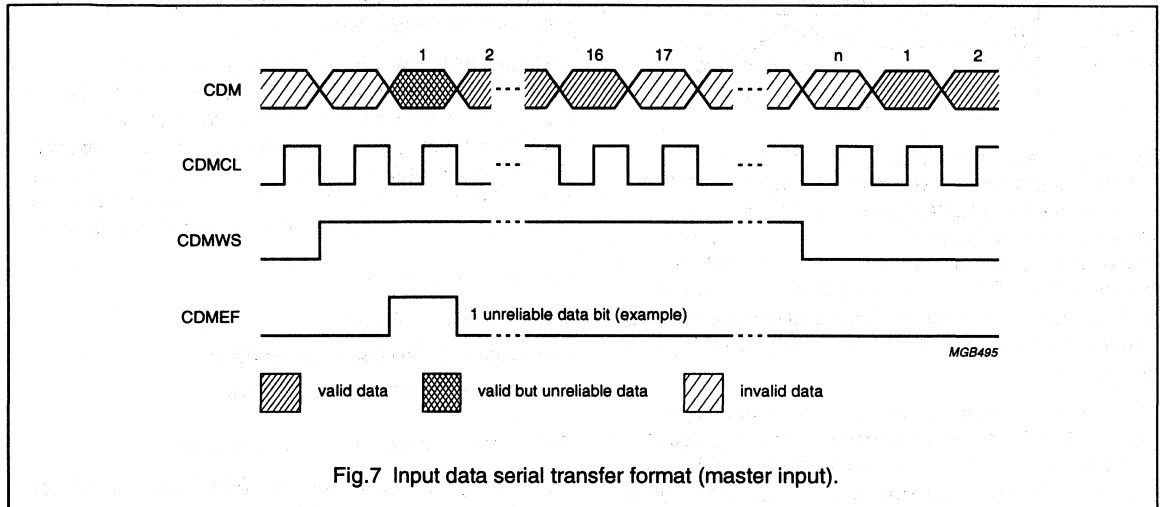 1 2 16 17 n 1 2
CDM
CDMCL
CDMWS
CDMEF
1 unreliable data bit (example)
MGB495
valid data valid but unreliable data invalid data
Fig.7 Input data serial transfer format (master input).